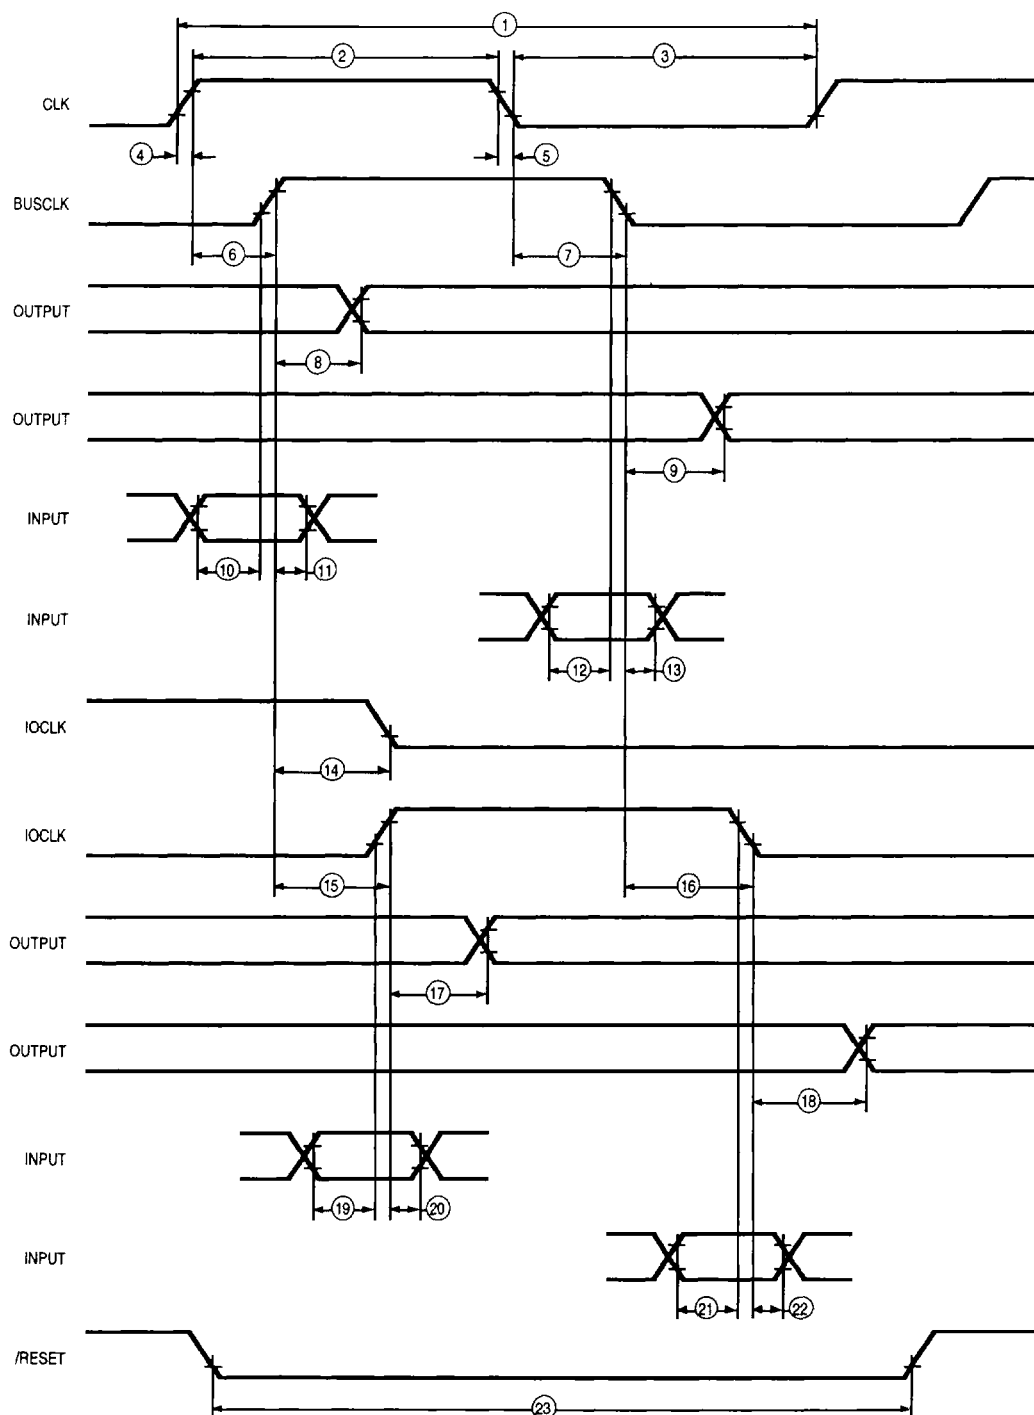 1
2
3
CLK
4
5
BUSCLK
6
7
OUTPUT
8
OUTPUT
9
INPUT
10
11
INPUT
12
13
IOCLK
14
IOCLK
15
16
OUTPUT
17
OUTPUT
18
INPUT
19
20
INPUT
21
22
/RESET
23